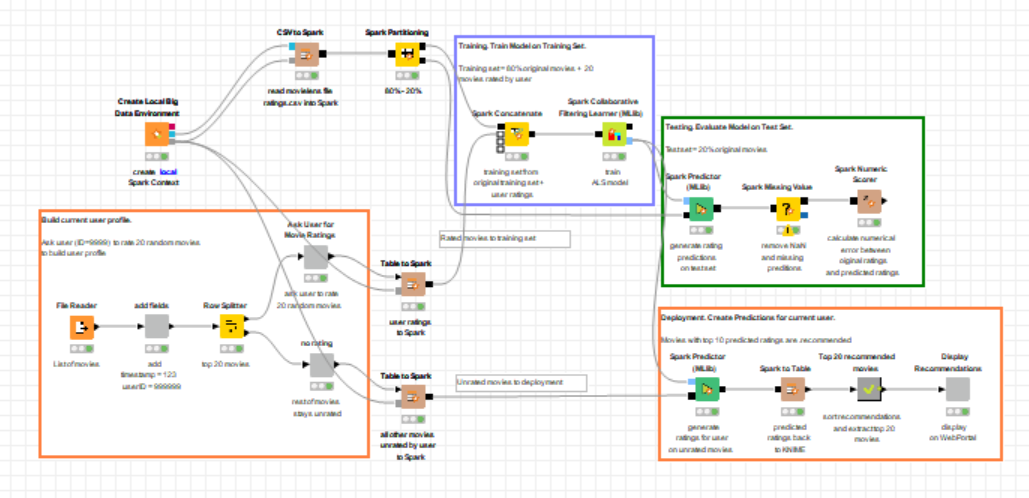 CSV to Spark
read movielens file
ratings.csv into Spark
Spark Partitioning
80%-20%
Create Local Big
Data Environment
create local
Spark Context
Training. Train Model on Training Set.
Training set= 80% original movies + 20
movies rated by user
Spark Concatenate
training set from
original training set+
user ratings
Spark Collaborative
Filtering Learner (MLlib)
train
ALS model
Testing. Evaluate Model on Test Set.
Test set= 20% original movies.
Spark Predictor
(MLlib)
generate rating
predictions
on test set
Spark Missing Value
remove NaN
and missing
preditions
Spark Numeric
Scorer
calculate numerical
error between
oiginal ratings
and predicted ratings
Build current user profile.
Ask user (ID=9999) to rate 20 random movies
to build user profile
File Reader
List of movies
add fields
add
timestamp = 123
userID = 999999
Row Splitter
top 20 movies
Ask User for
Movie Ratings
ask user to rate
20 random movies
no rating
rest of movies
stays unrated
Table to Spark
user ratings
to Spark
Table to Spark
all other movies
unrated by user
to Spark
Rated movies to training set
Unrated movies to deployment
Deployment. Create Predictions for current user.
Movies with top 10 predicted ratings are .recommended
Spark Predictor
(MLlib)
generate
ratings for user
on unrated movies
Spark to Table
predicted
ratings back
to KNIME
Top 20 recommended
movies
sort recommendations
and extract top 20
movies
Display
Recommendations
display
on WebPortal